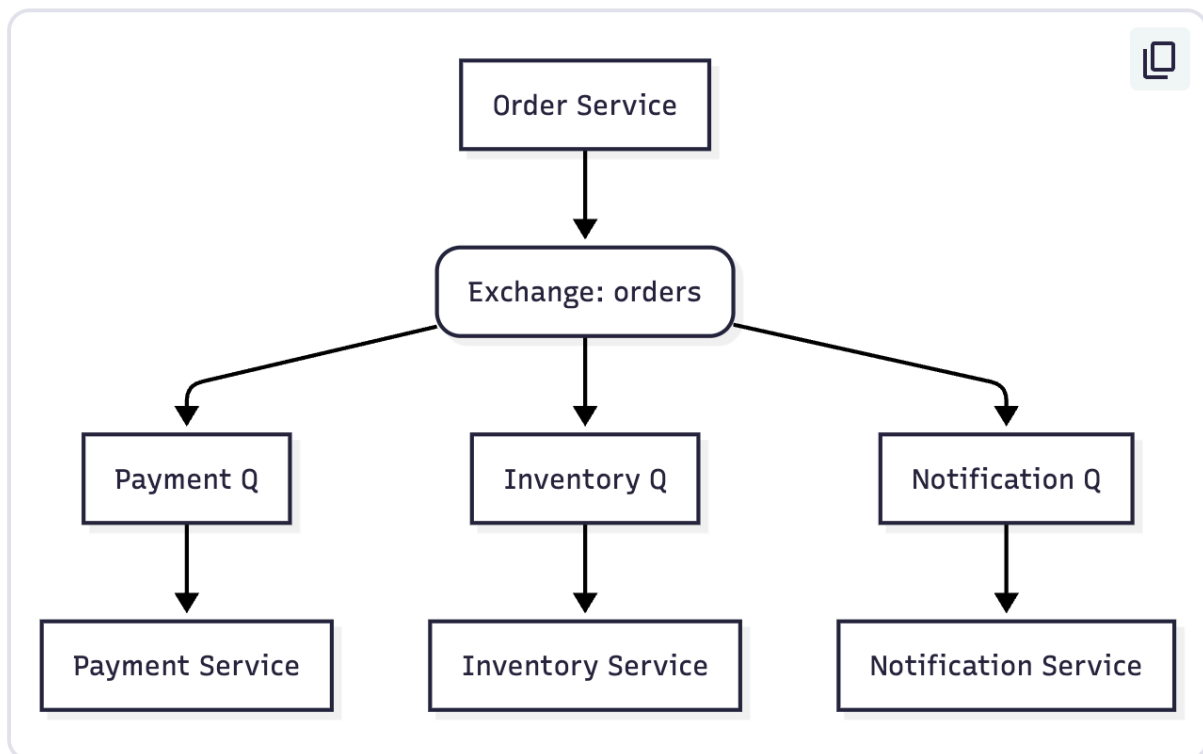 Order Service
Exchange: orders
Payment Q
Inventory Q
Notification Q
Payment Service
Inventory Service
Notification Service